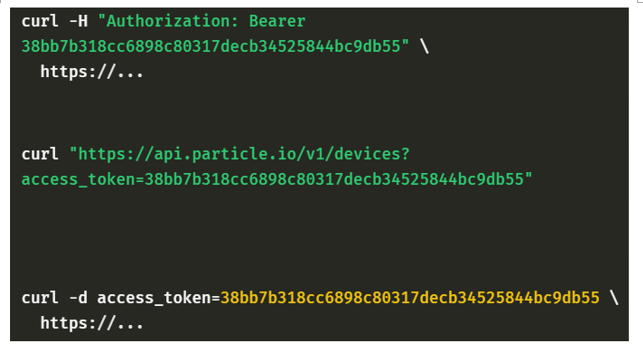 curl -H "Authorization: Bearer
38bb7b318cc6898c80317decb34525844bc9db55" \
https://...
curl "https://api.particle.io/v1/devices?
access_token=38bb7b318cc6898c80317decb34525844bc9db55"
curl -d access_token=38bb7b318cc6898c80317decb34525844bc9db55 \
https://...